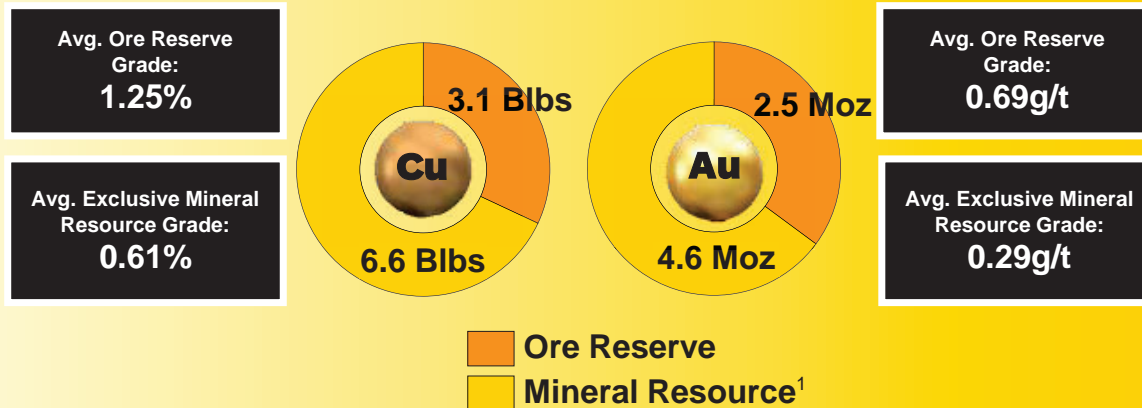 Avg. Ore Reserve
Grade:
1.25%
Avg. Exclusive Mineral
Resource Grade:
0.61%
3.1 Blbs
Cu
6.6 Blbs
2.5 Moz
Au
4.6 Moz
Avg. Ore Reserve
Grade:
0.69g/t
Avg. Exclusive Mineral
Resource Grade:
0.29g/t
Ore Reserve
Mineral Resource¹